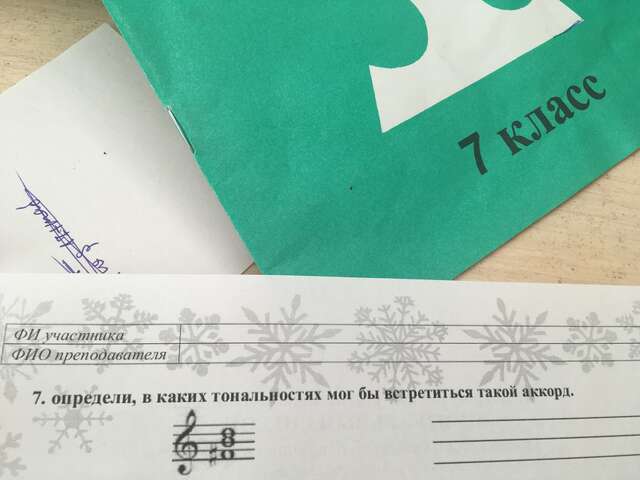 7 класс
ФИ участника
ФИО преподавателя
7. определи, в каких тональностях мог бы встретиться такой аккорд.